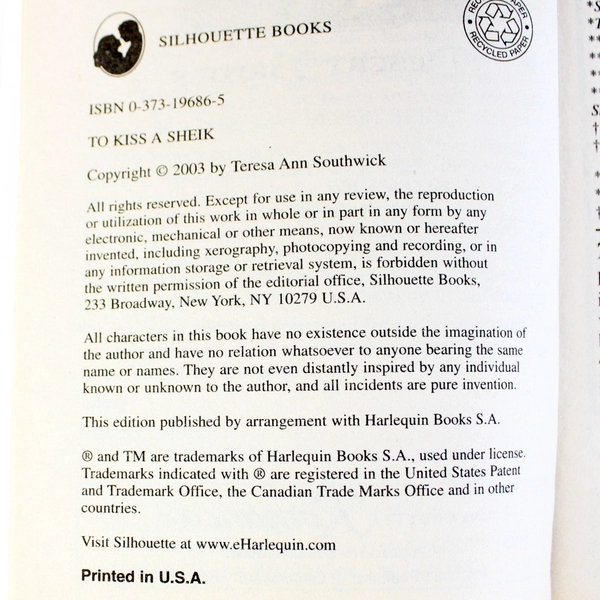 SILHOUETTE BOOKS
RECYCLED PAPER
ISBN 0-373-19686-5
TO KISS A SHEIK
Copyright © 2003 by Teresa Ann Southwick
All rights reserved. Except for use in any review, the reproduction
or utilization of this work in whole or in part in any form by any
electronic, mechanical or other means, now known or hereafter
invented, including xerography, photocopying and recording, or in
any information storage or retrieval system, is forbidden without
the written permission of the editorial office, Silhouette Books,
233 Broadway, New York, NY 10279 U.S.A.
All characters in this book have no existence outside the imagination of
the author and have no relation whatsoever to anyone bearing the same
name or names. They are not even distantly inspired by any individual
known or unknown to the author, and all incidents are pure invention.
This edition published by arrangement with Harlequin Books S.A.
® and TM are trademarks of Harlequin Books S.A., used under license.
Trademarks indicated with ® are registered in the United States Patent
and Trademark Office, the Canadian Trade Marks Office and in other
countries.
Visit Silhouette at www.eHarlequin.com
Printed in U.S.A.